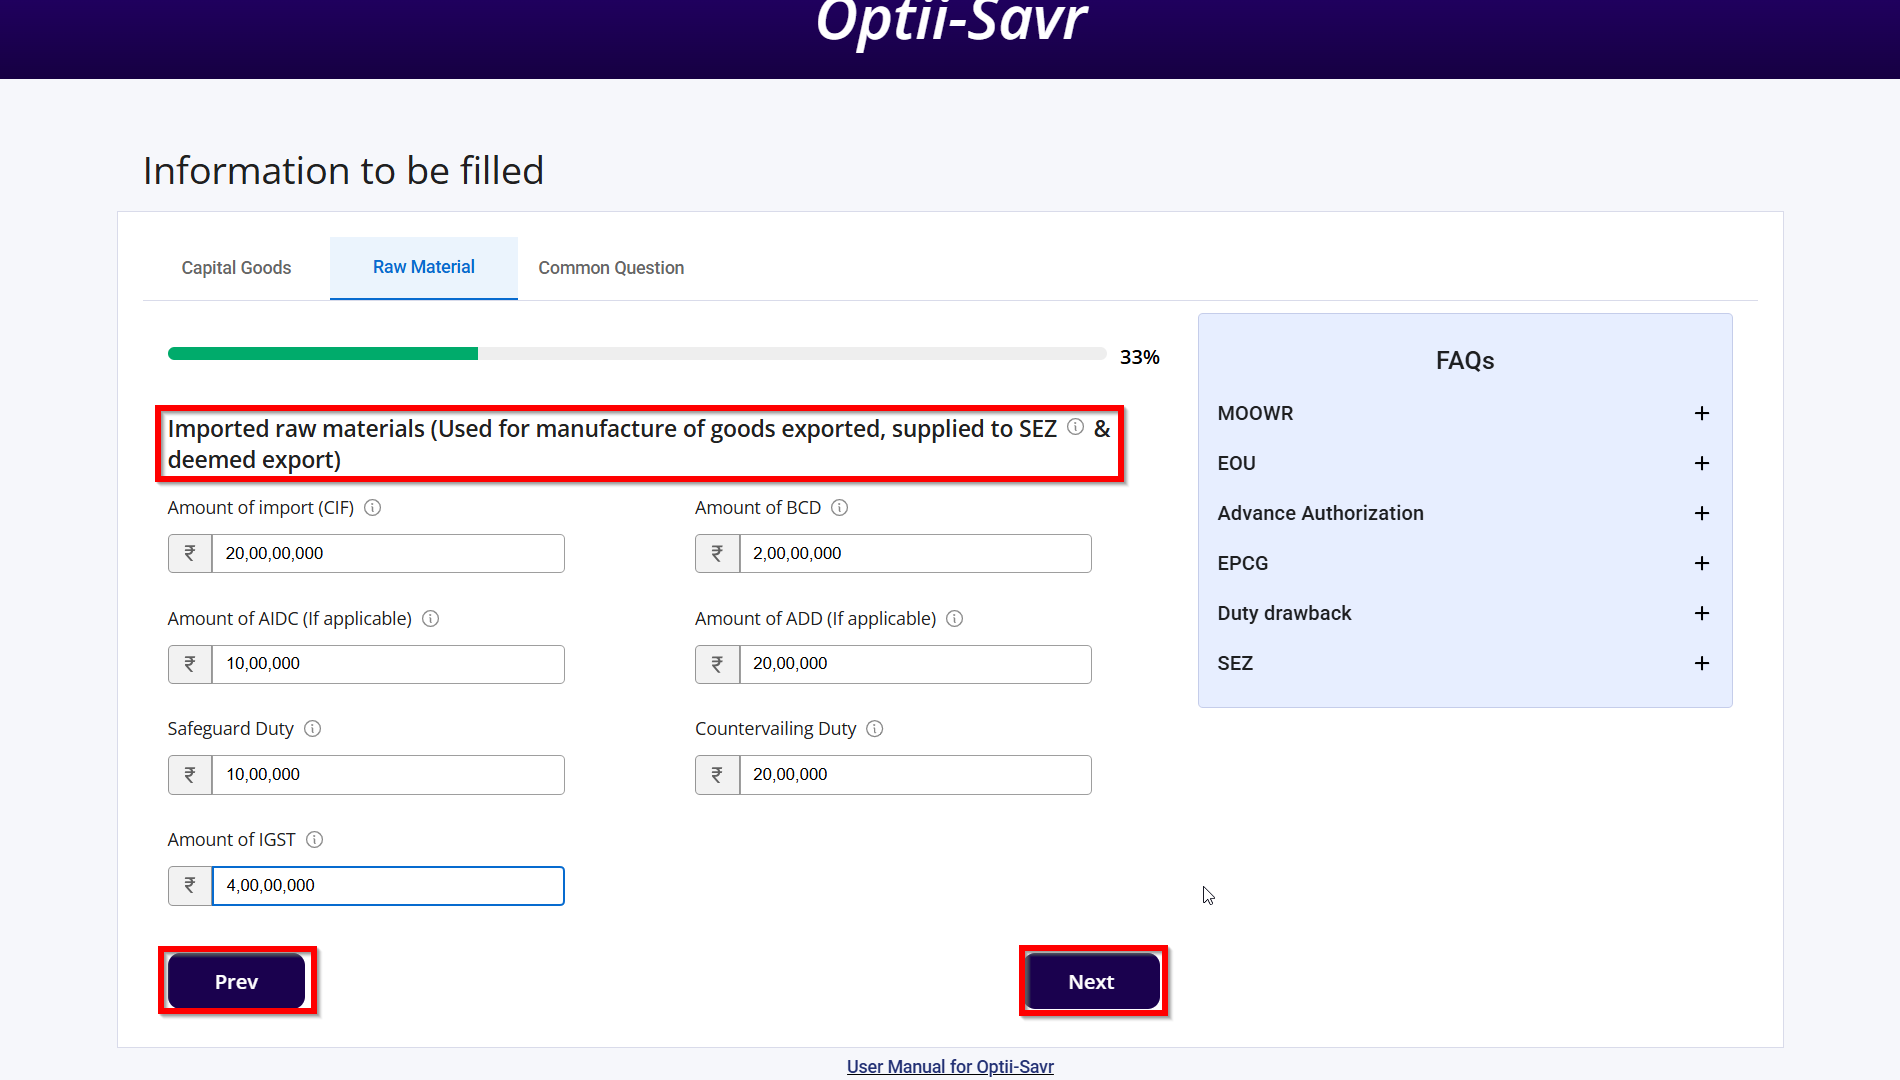 Optii-Savr
Information to be filled
Capital Goods
Raw Material
Common Question
33%
Imported raw materials (Used for manufacture of goods exported, supplied to SEZ &
deemed export)
Amount of import (CIF)
₹ 20,00,00,000
Amount of BCD
₹ 2,00,00,000
Amount of AIDC (If applicable)
₹ 10,00,000
Amount of ADD (If applicable)
₹ 20,00,000
Safeguard Duty
₹ 10,00,000
Countervailing Duty
₹ 20,00,000
Amount of IGST
₹ 4,00,00,000
Prev
Next
FAQs
MOOWR +
EOU +
Advance Authorization +
EPCG +
Duty drawback +
SEZ +
User Manual for Optii-Savr